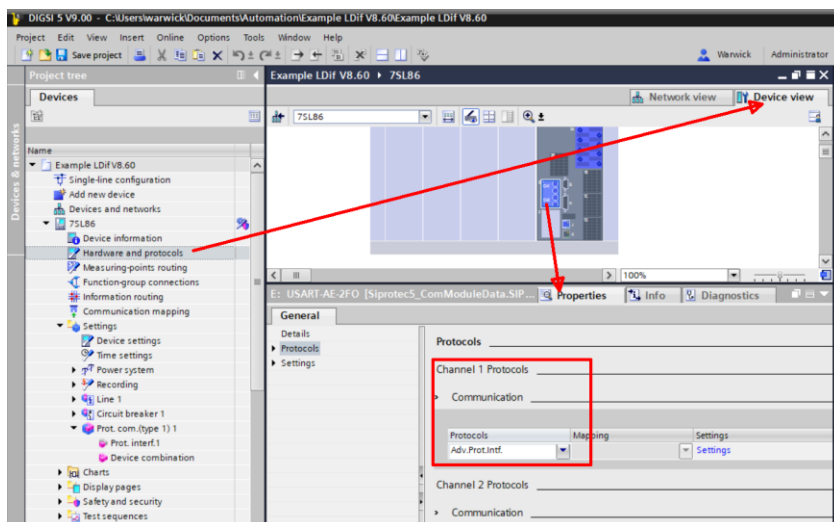 DIGSI 5 V9.00 - C:\Users\warwick\Documents\Automation\Example LDif V8.60\Example LDif V8.60
Project Edit View Insert Online Options Tools Window Help
Save project
Warwick Administrator
Project tree
Example LDif V8.60 ▸ 7SL86
Devices
Network view
Device view
7SL86
Devices & networks
Name
Example LDif V8.60
Single-line configuration
Add new device
Devices and networks
7SL86
Device information
Hardware and protocols
Measuring-points routing
Function-group connections
Information routing
Communication mapping
Settings
Device settings
Time settings
Power system
Recording
Line 1
Circuit breaker 1
Prot. com.(type 1) 1
Prot. interf.1
Device combination
Charts
Display pages
Safety and security
Test sequences
100%
E: USART-AE-2FO [Siprotec5_ComModuleData.SIP...
Properties
Info
Diagnostics
General
Details
Protocols
Settings
Protocols
Channel 1 Protocols
Communication
Protocols Mapping Settings
Adv.Prot.Intf. Settings
Channel 2 Protocols
Communication